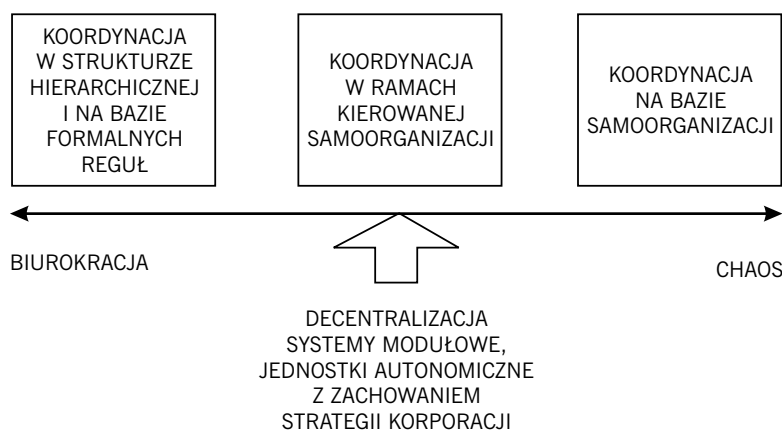 KOORDYNACJA
W STRUKTURZE
HIERARCHICZNEJ
I NA BAZIE
FORMALNYCH
REGUŁ
KOORDYNACJA
W RAMACH
KIEROWANEJ
SAMOORGANIZACJI
KOORDYNACJA
NA BAZIE
SAMOORGANIZACJI
BIUROKRACJA
CHAOS
DECENTRALIZACJA
SYSTEMY MODUŁOWE,
JEDNOSTKI AUTONOMICZNE
Z ZACHOWANIEM
STRATEGII KORPORACJI